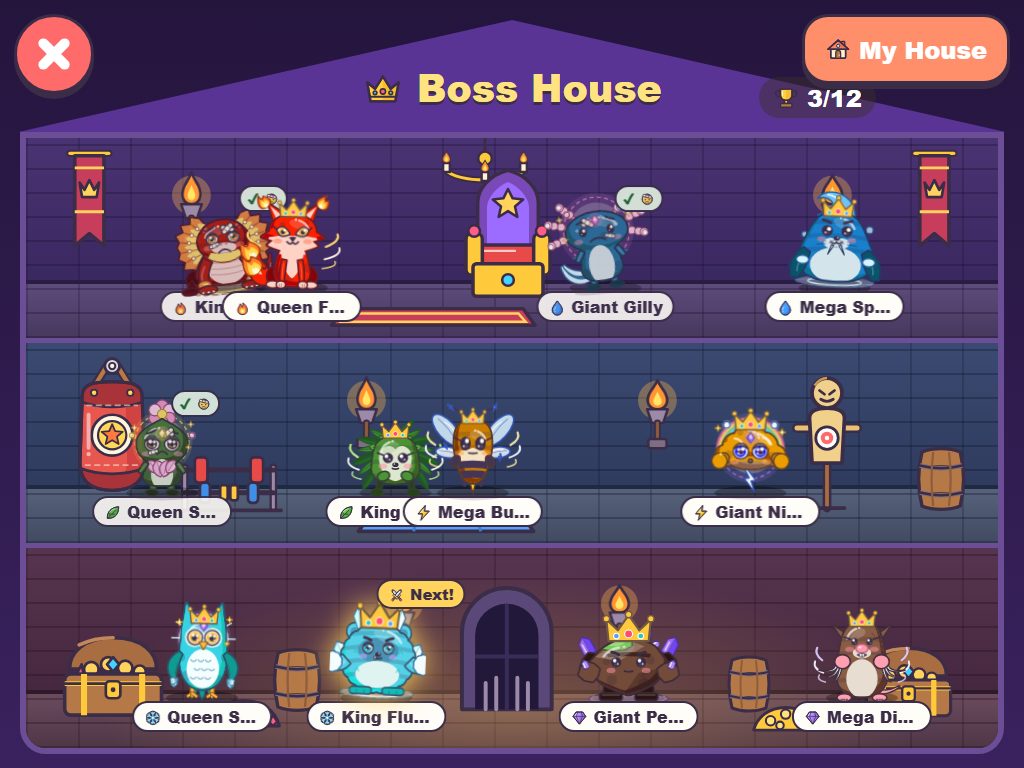 My House
Boss House
3/12
Kin
Queen F...
Giant Gilly
Mega Sp...
Queen S...
King
Mega Bu...
Giant Ni...
Next!
Queen S...
King Flu...
Giant Pe...
Mega Di...